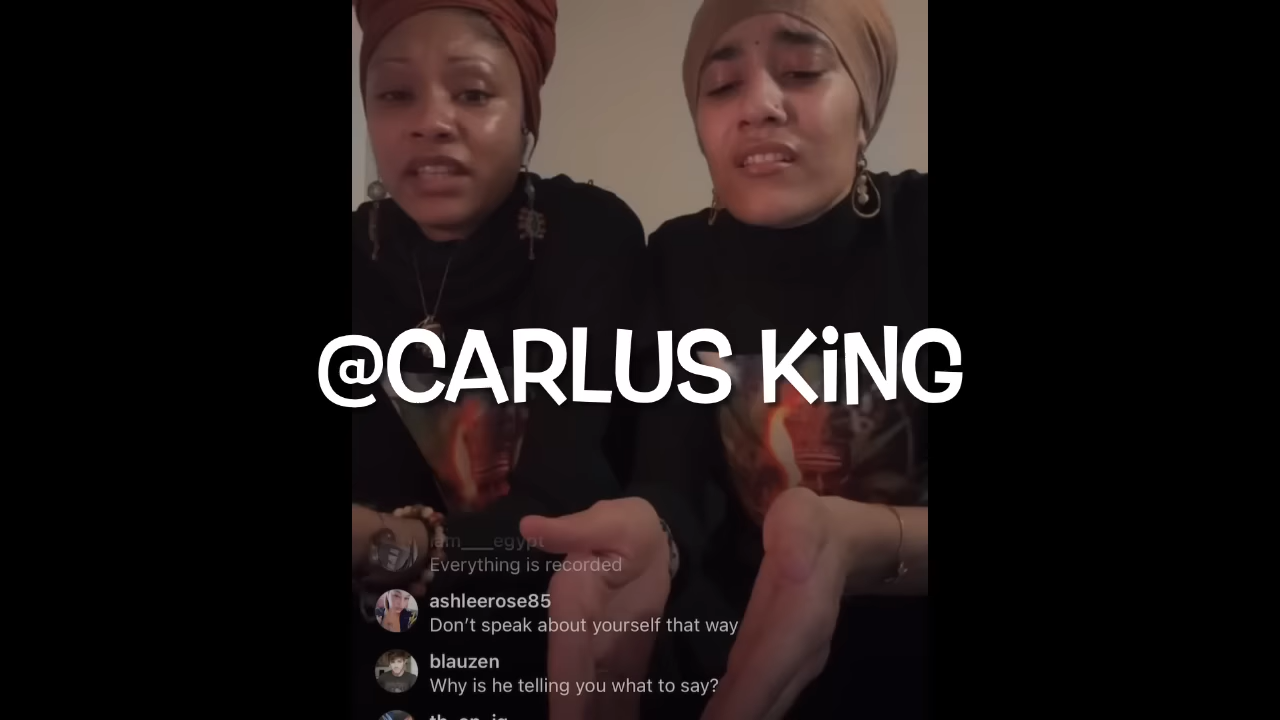 @CARLUS KiNG
iam___egypt
Everything is recorded
ashleerose85
Don't speak about yourself that way
blauzen
Why is he telling you what to say?